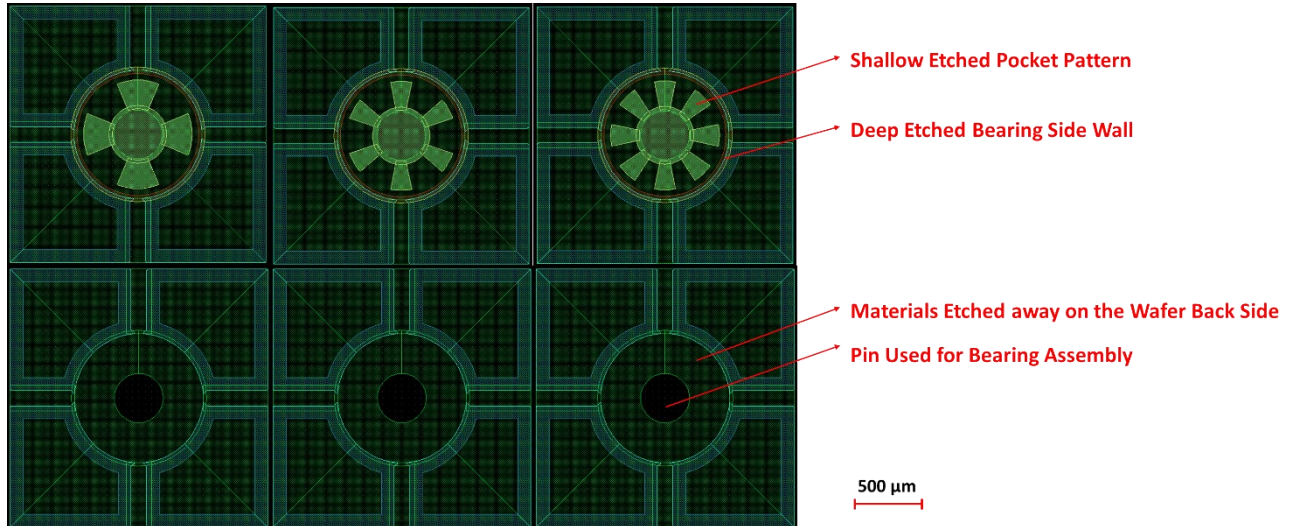 Shallow Etched Pocket Pattern
Deep Etched Bearing Side Wall
Materials Etched away on the Wafer Back Side
Pin Used for Bearing Assembly
500 μm